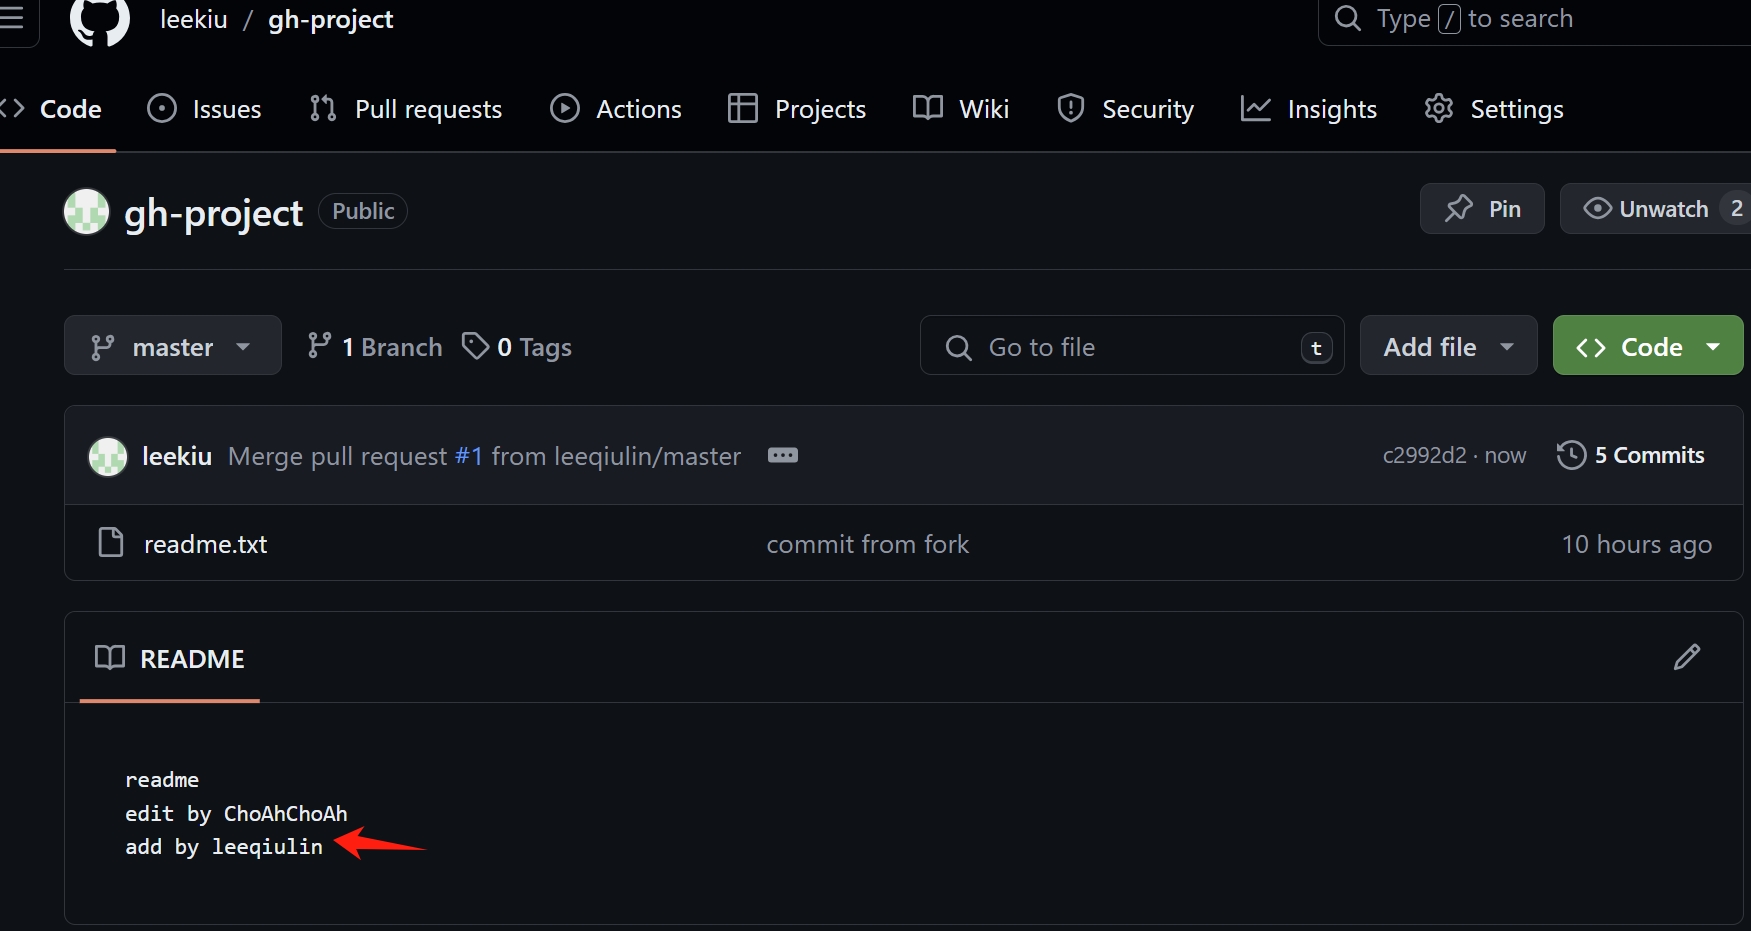 leekiu / gh-project
Type / to search
Code Issues Pull requests Actions Projects Wiki Security Insights Settings
gh-project Public
Pin Unwatch 2
master 1 Branch 0 Tags
Go to file t
Add file
Code
leekiu Merge pull request #1 from leeqiulin/master
c2992d2 · now 5 Commits
readme.txt commit from fork 10 hours ago
README
readme
edit by ChoAhChoAh
add by leeqiulin